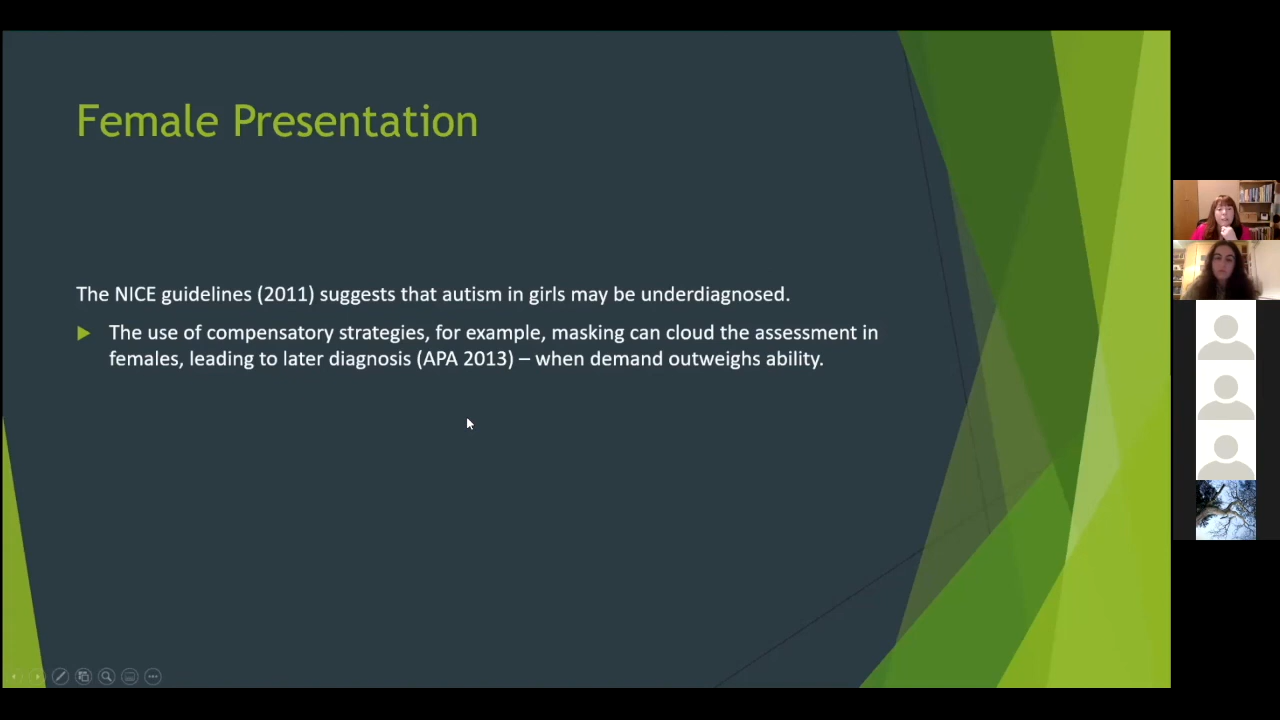 Female Presentation
The NICE guidelines (2011) suggests that autism in girls may be underdiagnosed.
The use of compensatory strategies, for example, masking can cloud the assessment in
females, leading to later diagnosis (APA 2013) – when demand outweighs ability.